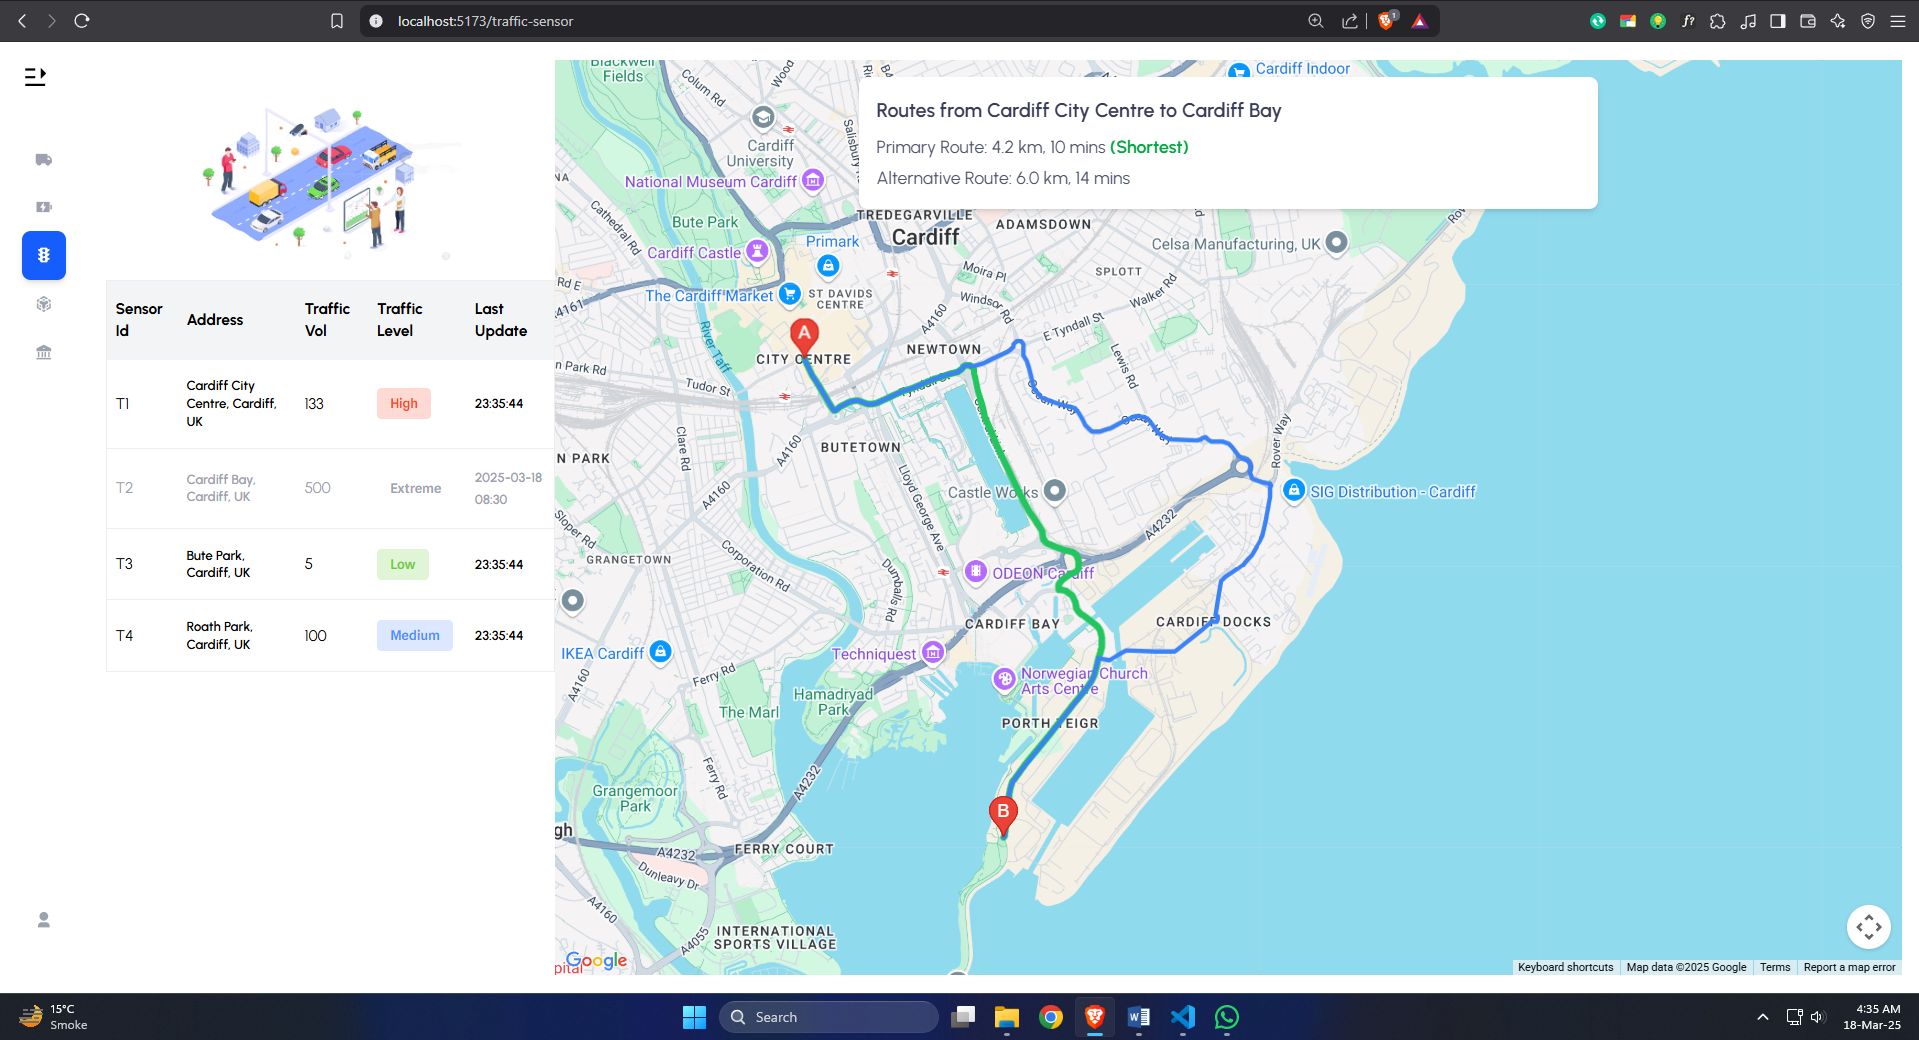 localhost:5173/traffic-sensor
Sensor Id
Address
Traffic Vol
Traffic Level
Last Update
T1
Cardiff City Centre, Cardiff, UK
133
High
23:35:44
T2
Cardiff Bay, Cardiff, UK
500
Extreme
2025-03-18 08:30
T3
Bute Park, Cardiff, UK
5
Low
23:35:44
T4
Roath Park, Cardiff, UK
100
Medium
23:35:44
Routes from Cardiff City Centre to Cardiff Bay
Primary Route: 4.2 km, 10 mins (Shortest)
Alternative Route: 6.0 km, 14 mins
Blackwell Fields
Colum Rd
Wood
Salisbury
Cardiff Indoor
Cardiff University
National Museum Cardiff
NA
Cathedral Rd
Bute Park
TREDEGARVILLE
ADAMSDOWN
Cardiff
Primark
Cardiff Castle
Celsa Manufacturing, UK
Moira Pl
SPLOTT
Walker Rd
Rd E
A4161
The Cardiff Market
ST DAVIDS CENTRE
Windsor
A4160
E Tyndall St
River Taff
A
CITY CENTRE
NEWTOWN
Lewis Rd
n Park Rd
Tudor St
Tyndall St
Ocean Way
Ocean Way
Rover Way
Clare Rd
A4160
BUTETOWN
N PARK
Lloyd George Ave
Castle Works
SIG Distribution - Cardiff
A4160
A4232
Sloper Rd
GRANGETOWN
Corporation Rd
Dumballs Rd
ODEON Cardiff
CARDIFF BAY
CARDIFF DOCKS
IKEA Cardiff
Techniquest
Ferry Rd
A4160
Norwegian Church Arts Centre
Hamadryad Park
The Marl
PORTH TEIGR
Ferry Rd
A4232
Grangemoor Park
B
gh
A4232
FERRY COURT
Dunleavy Dr
A4160
A4055
INTERNATIONAL SPORTS VILLAGE
Google
pital
Keyboard shortcuts
Map data ©2025 Google
Terms
Report a map error
15°C
Smoke
Search
4:35 AM
18-Mar-25